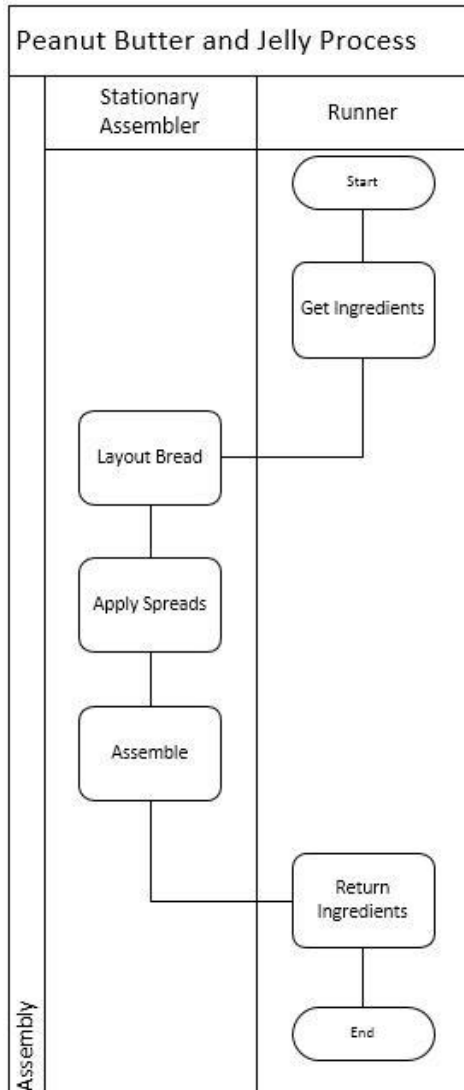 Peanut Butter and Jelly Process
Stationary
Assembler
Runner
Start
Get Ingredients
Layout Bread
Apply Spreads
Assemble
Return
Ingredients
End
Assembly